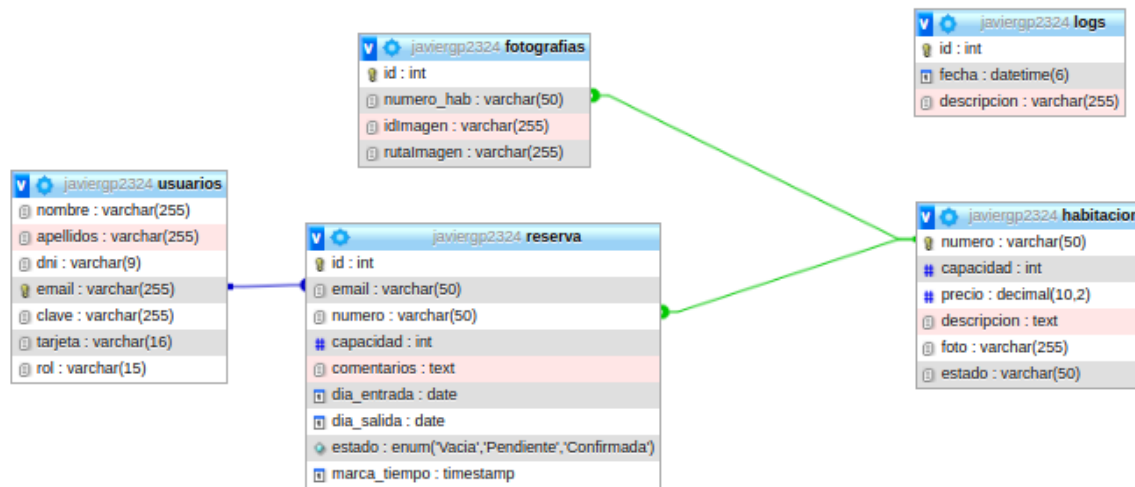 javiergp2324 logs
id : int
fecha : datetime(6)
descripcion : varchar(255)
javiergp2324 fotografias
id : int
numero_hab : varchar(50)
idImagen : varchar(255)
rutaImagen : varchar(255)
javiergp2324 usuarios
nombre : varchar(255)
apellidos : varchar(255)
dni : varchar(9)
email : varchar(255)
clave : varchar(255)
tarjeta : varchar(16)
rol : varchar(15)
javiergp2324 reserva
id : int
email : varchar(50)
numero : varchar(50)
capacidad : int
comentarios : text
dia_entrada : date
dia_salida : date
estado : enum('Vacia','Pendiente','Confirmada')
marca_tiempo : timestamp
javiergp2324 habitacion
numero : varchar(50)
capacidad : int
precio : decimal(10,2)
descripcion : text
foto : varchar(255)
estado : varchar(50)